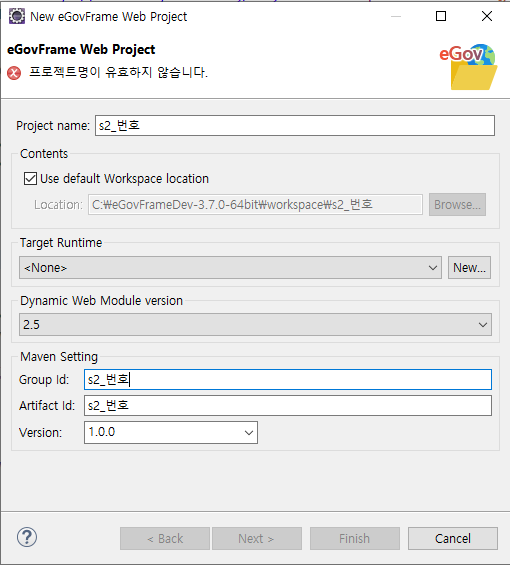 New eGovFrame Web Project
eGovFrame Web Project
프로젝트명이 유효하지 않습니다.
eGov
Project name: s2_번호
Contents
Use default Workspace location
Location: C:₩eGovFrameDev-3.7.0-64bit₩workspace₩s2_번호 Browse...
Target Runtime
<None> New...
Dynamic Web Module version
2.5
Maven Setting
Group Id: s2_번호
Artifact Id: s2_번호
Version: 1.0.0
? < Back Next > Finish Cancel